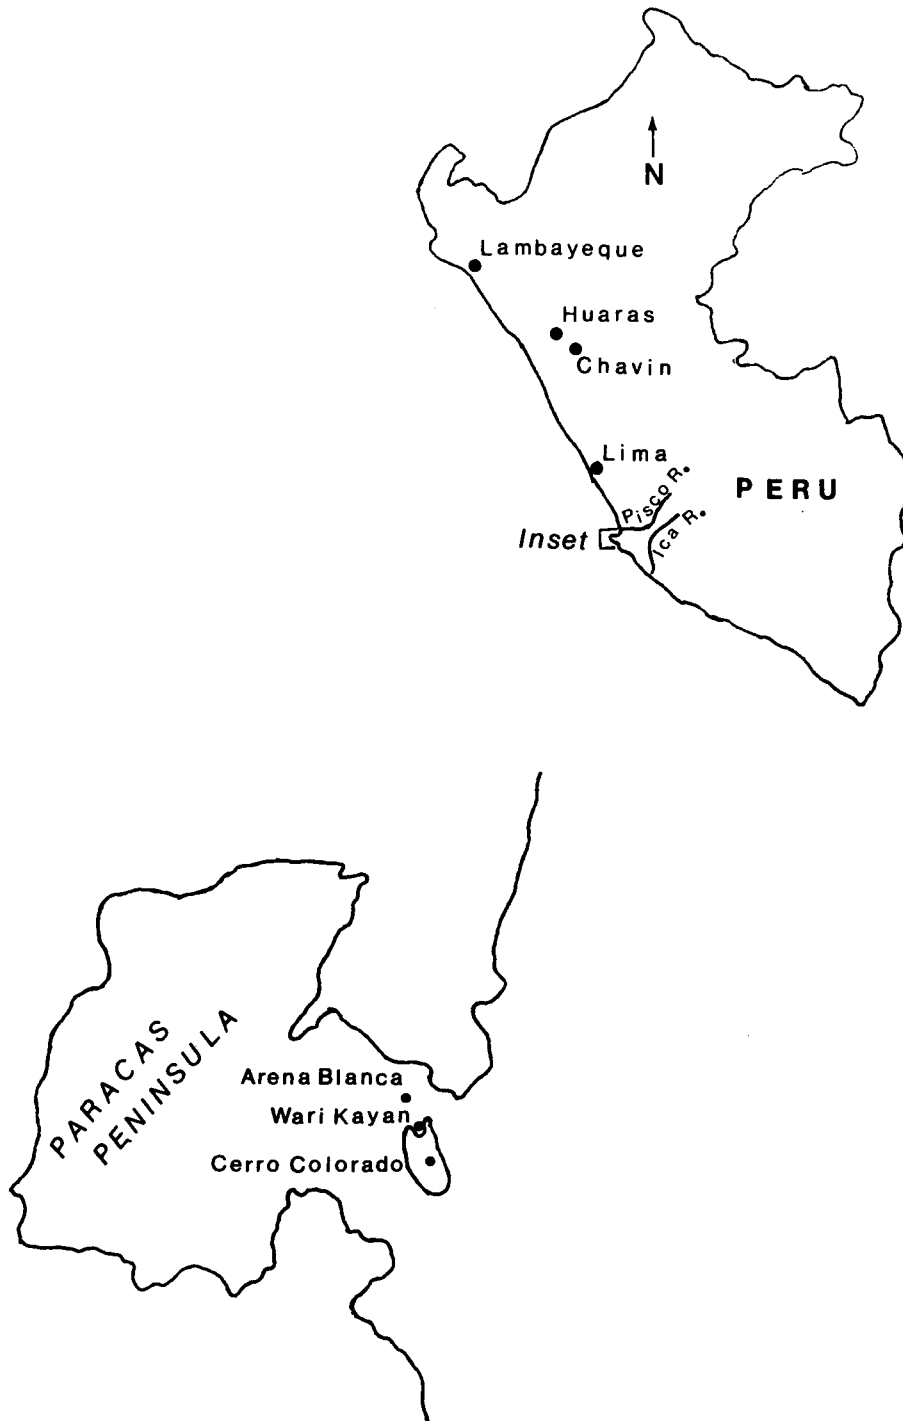 N
Lambayeque
Huaras
Chavin
Lima
PERU
Pisco R.
Ica R.
Inset
PARACAS
PENINSULA
Arena Blanca
Wari Kayan
Cerro Colorado